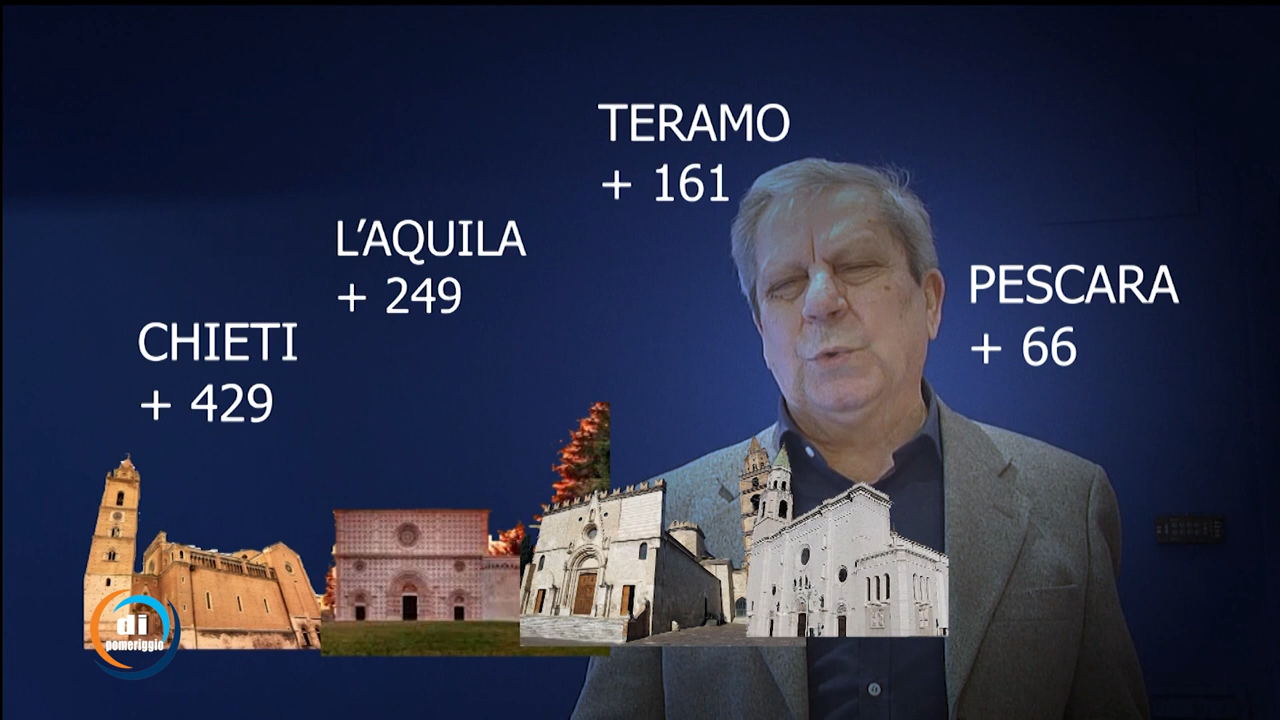 TERAMO
+ 161
L'AQUILA
+ 249
PESCARA
+ 66
CHIETI
+ 429
di
pomeriggio